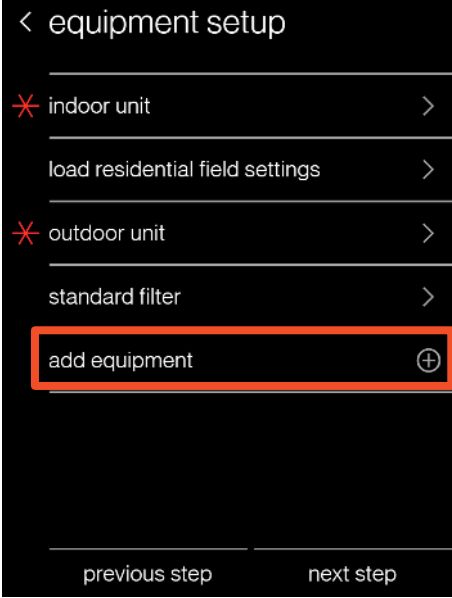 equipment setup
indoor unit
load residential field settings
outdoor unit
standard filter
add equipment
previous step next step